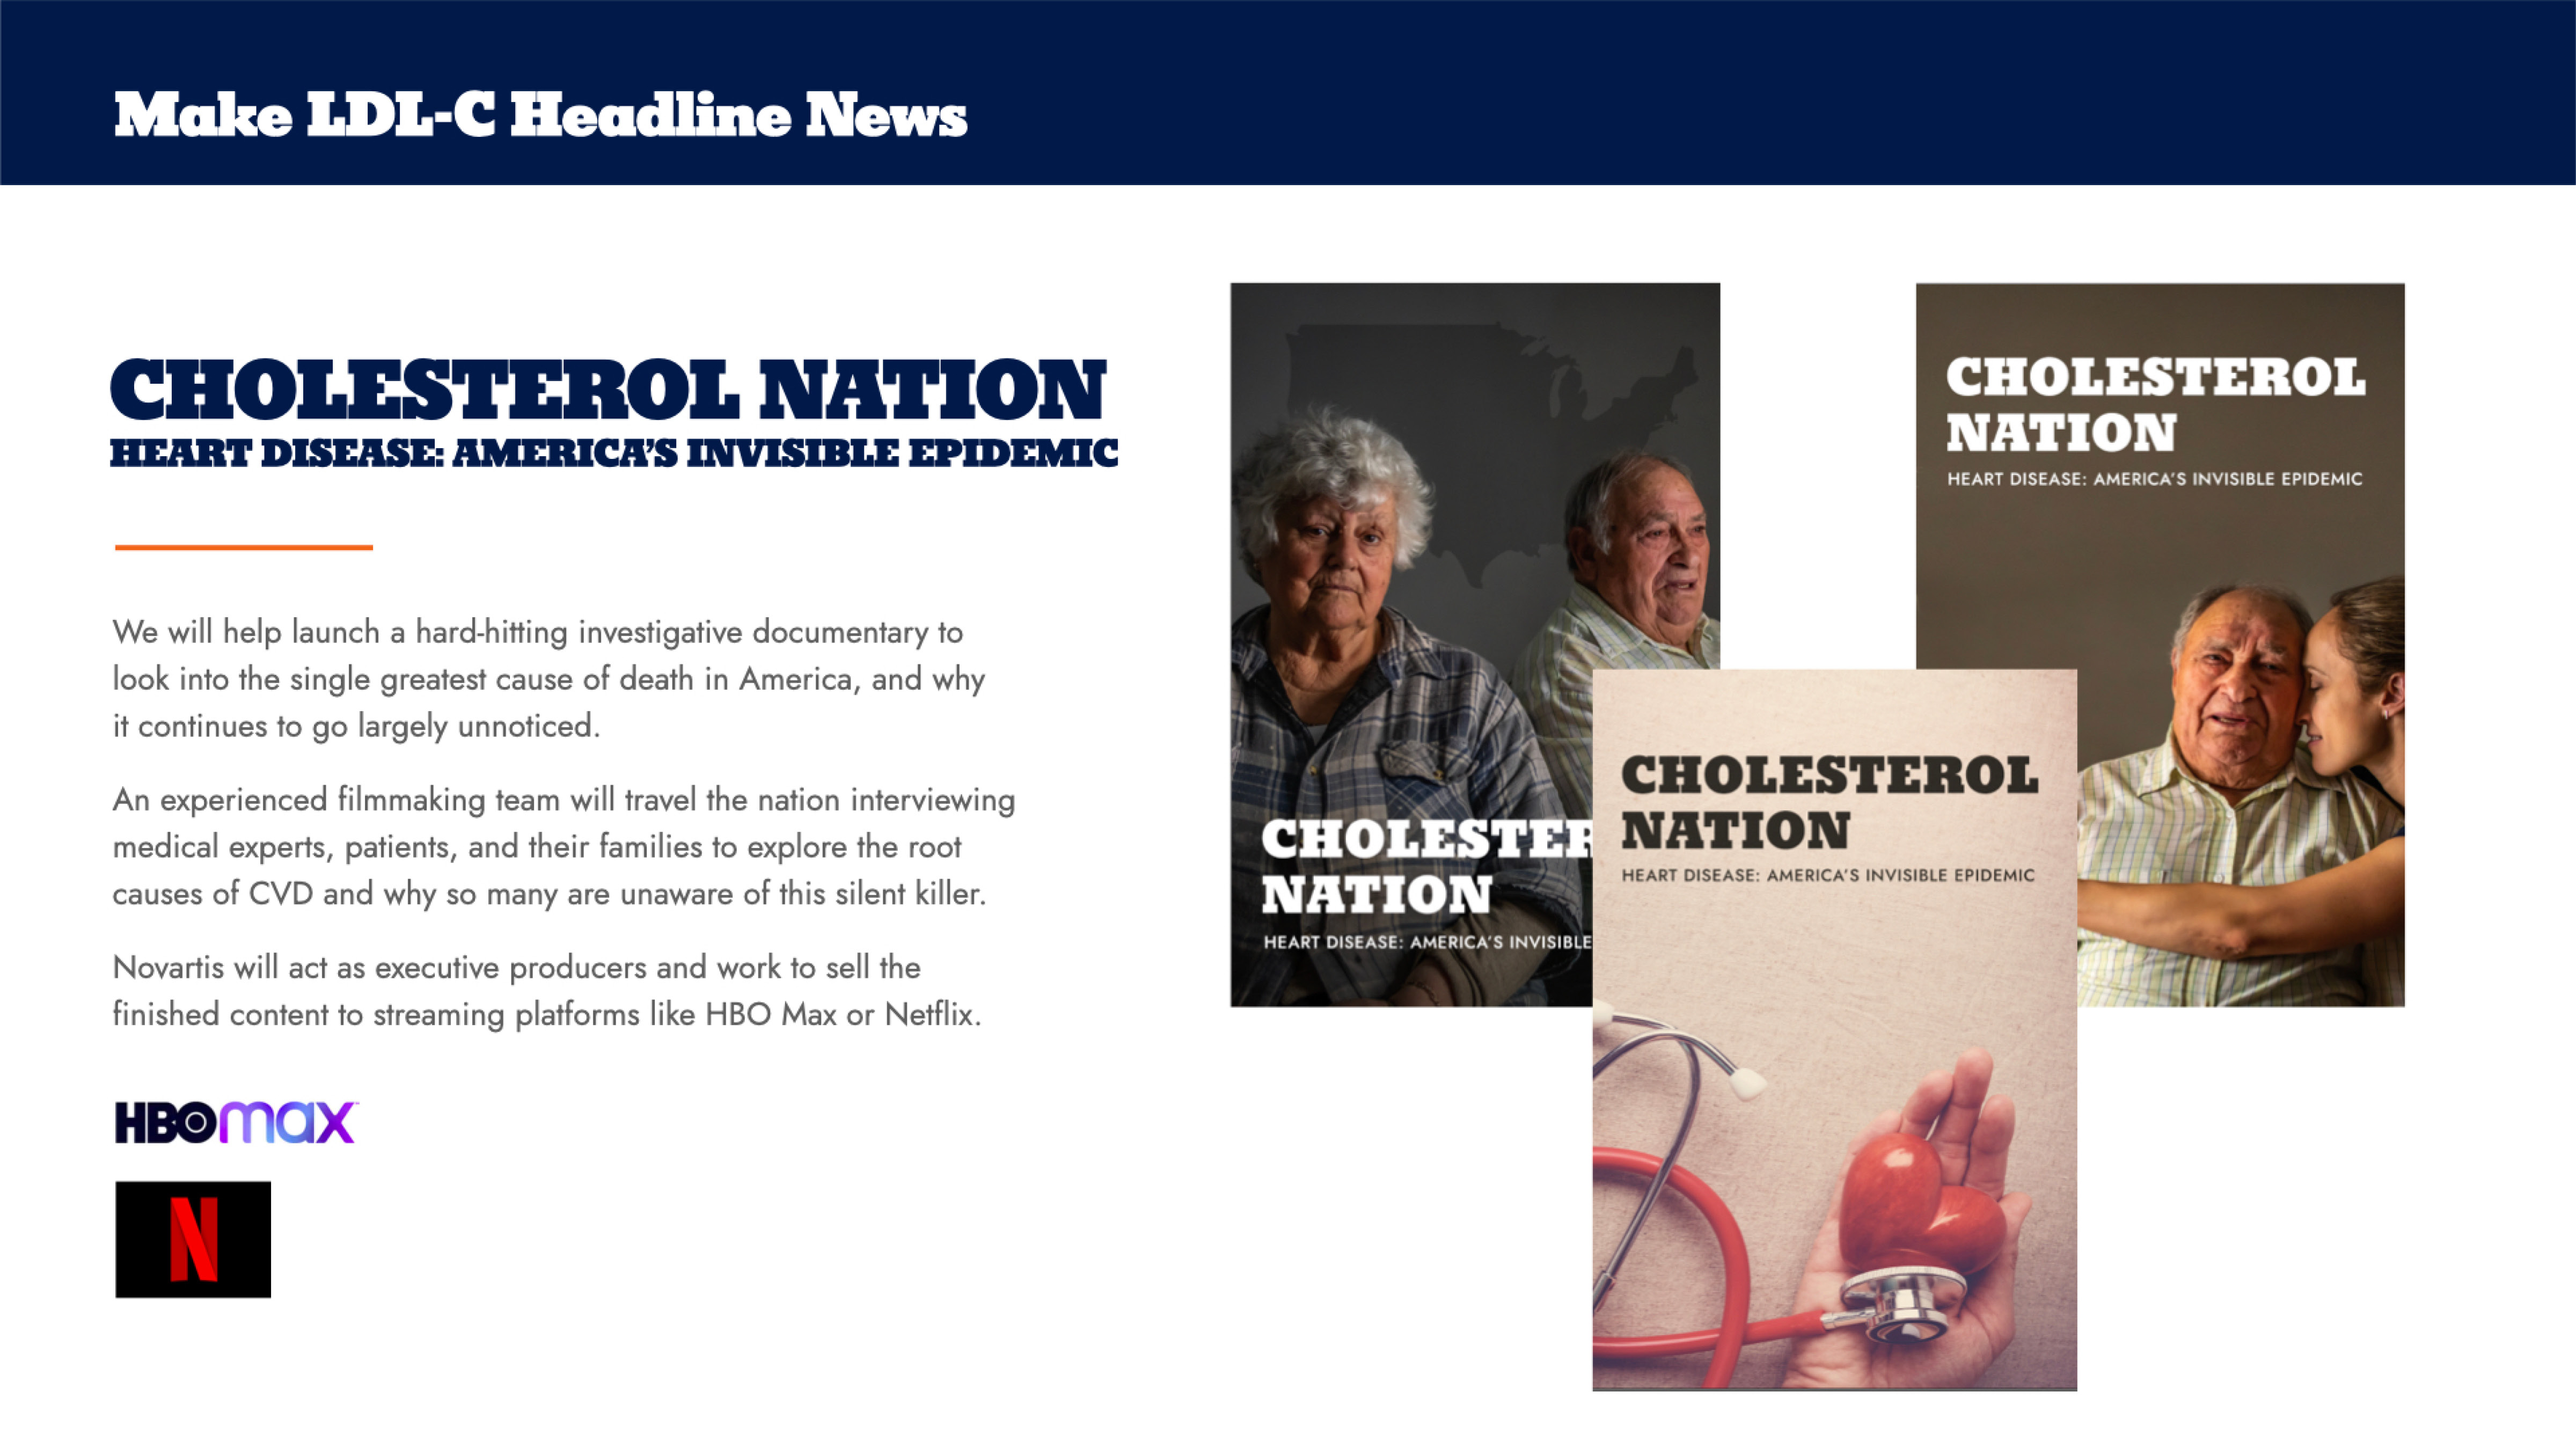 Make LDL-C Headline News
CHOLESTEROL NATION
HEART DISEASE: AMERICA'S INVISIBLE EPIDEMIC
We will help launch a hard-hitting investigative documentary to
look into the single greatest cause of death in America, and why
it continues to go largely unnoticed.
An experienced filmmaking team will travel the nation interviewing
medical experts, patients, and their families to explore the root
causes of CVD and why so many are unaware of this silent killer.
Novartis will act as executive producers and work to sell the
finished content to streaming platforms like HBO Max or Netflix.
HBOmax
N
CHOLESTER
NATION
HEART DISEASE: AMERICA'S INVISIBLE
CHOLESTEROL
NATION
HEART DISEASE: AMERICA'S INVISIBLE EPIDEMIC
CHOLESTEROL
NATION
HEART DISEASE: AMERICA'S INVISIBLE EPIDEMIC